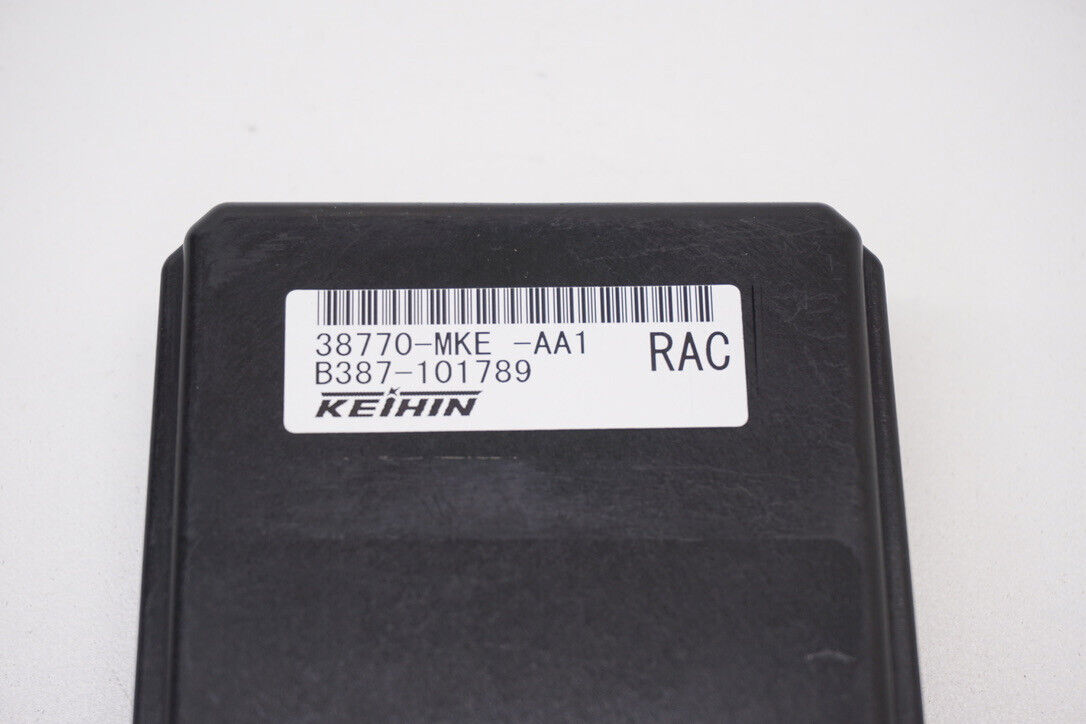 38770-MKE -AA1
RAC
B387-101789
KEIHIN